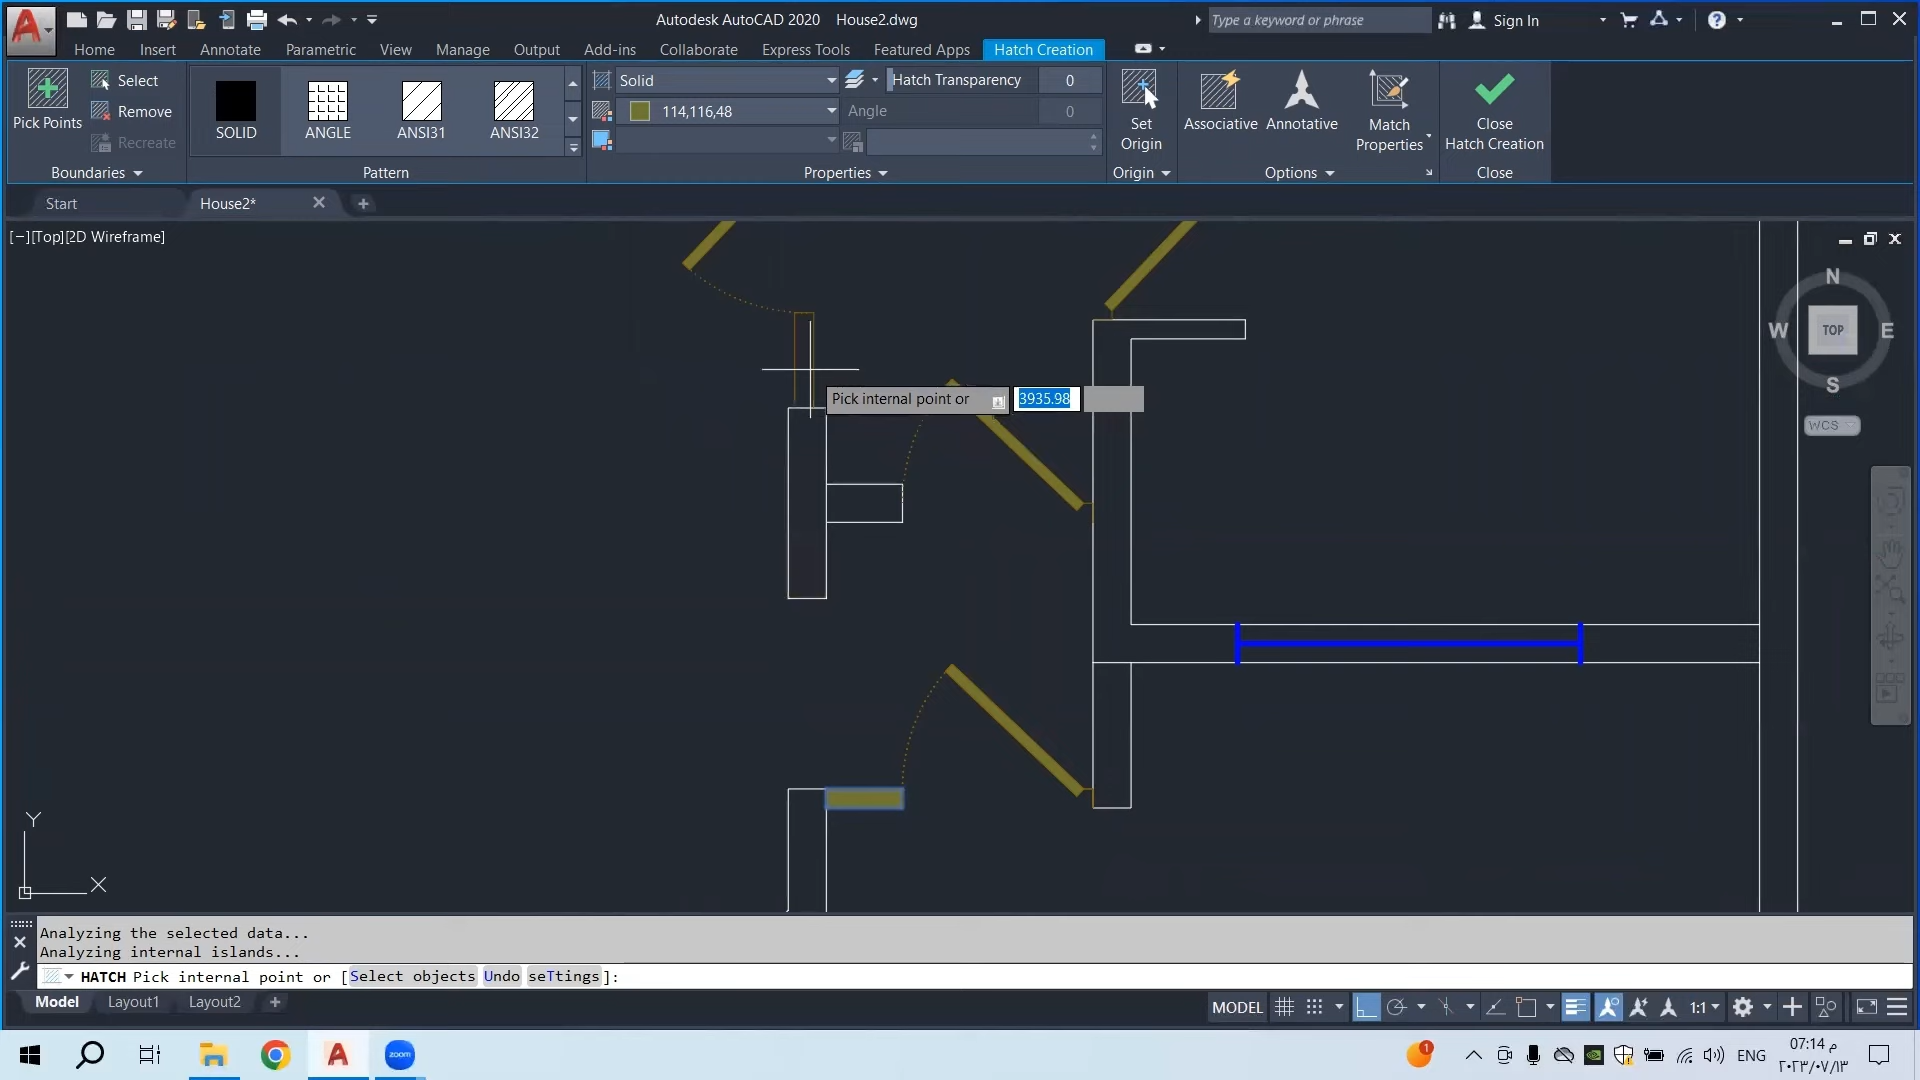 Autodesk AutoCAD 2020 House2.dwg
Type a keyword or phrase
Sign In
Home Insert Annotate Parametric View Manage Output Add-ins Collaborate Express Tools Featured Apps Hatch Creation
Pick Points
Select
Remove
Recreate
Boundaries
SOLID
ANGLE
ANSI31
ANSI32
Pattern
Solid
114,116,48
Hatch Transparency 0
Angle 0
Properties
Set
Origin
Origin
Associative
Annotative
Match
Properties
Options
Close
Hatch Creation
Close
Start
House2*
[−][Top][2D Wireframe]
N
W TOP E
S
WCS
Pick internal point or 3935.98
Y
X
Analyzing the selected data...
Analyzing internal islands...
HATCH Pick internal point or [Select objects Undo seTtings]:
Model Layout1 Layout2
MODEL
1:1
zoom
1
ENG
07:14 م
٢٠٢٣/٠٧/١٣